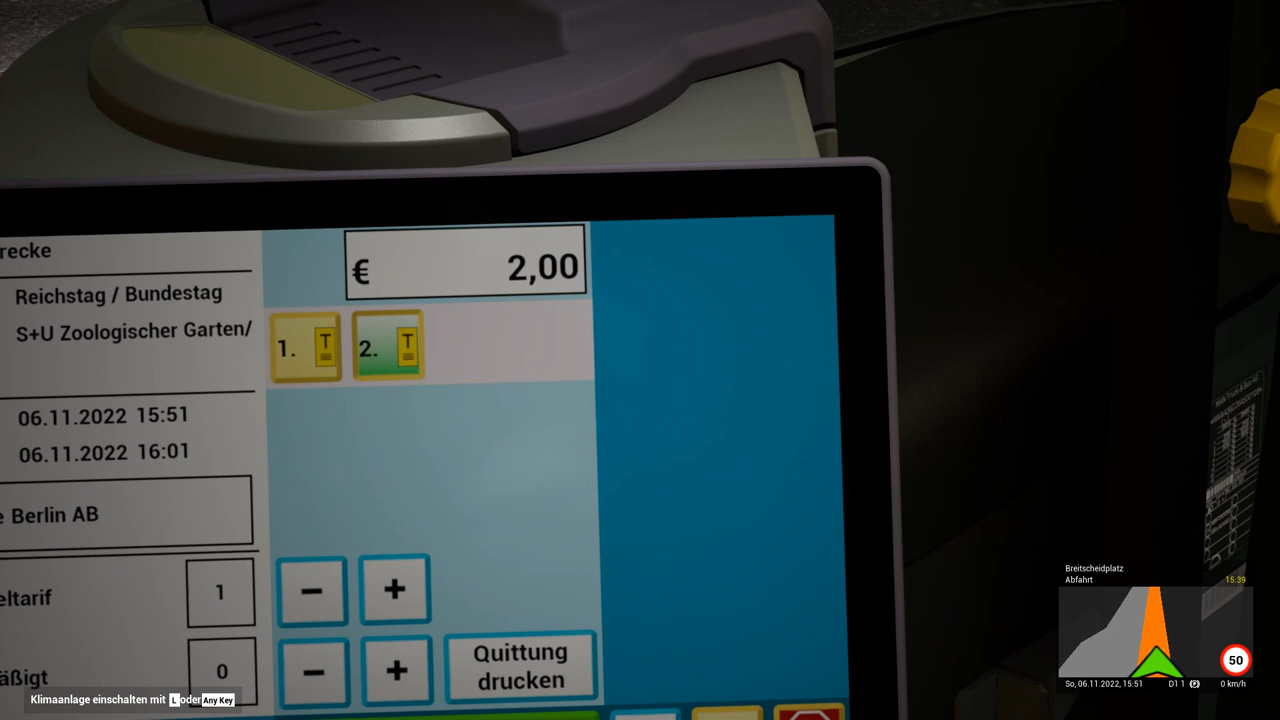 recke
€ 2,00
Reichstag / Bundestag
S+U Zoologischer Garten/
1. T
2. T
06.11.2022 15:51
06.11.2022 16:01
e Berlin AB
eltarif 1 − +
äßigt 0 − +
Quittung
drucken
Klimaanlage einschalten mit L oder Any Key
Breitscheidplatz
Abfahrt 15:39
50
So, 06.11.2022, 15:51 D1 1 (P) 0 km/h